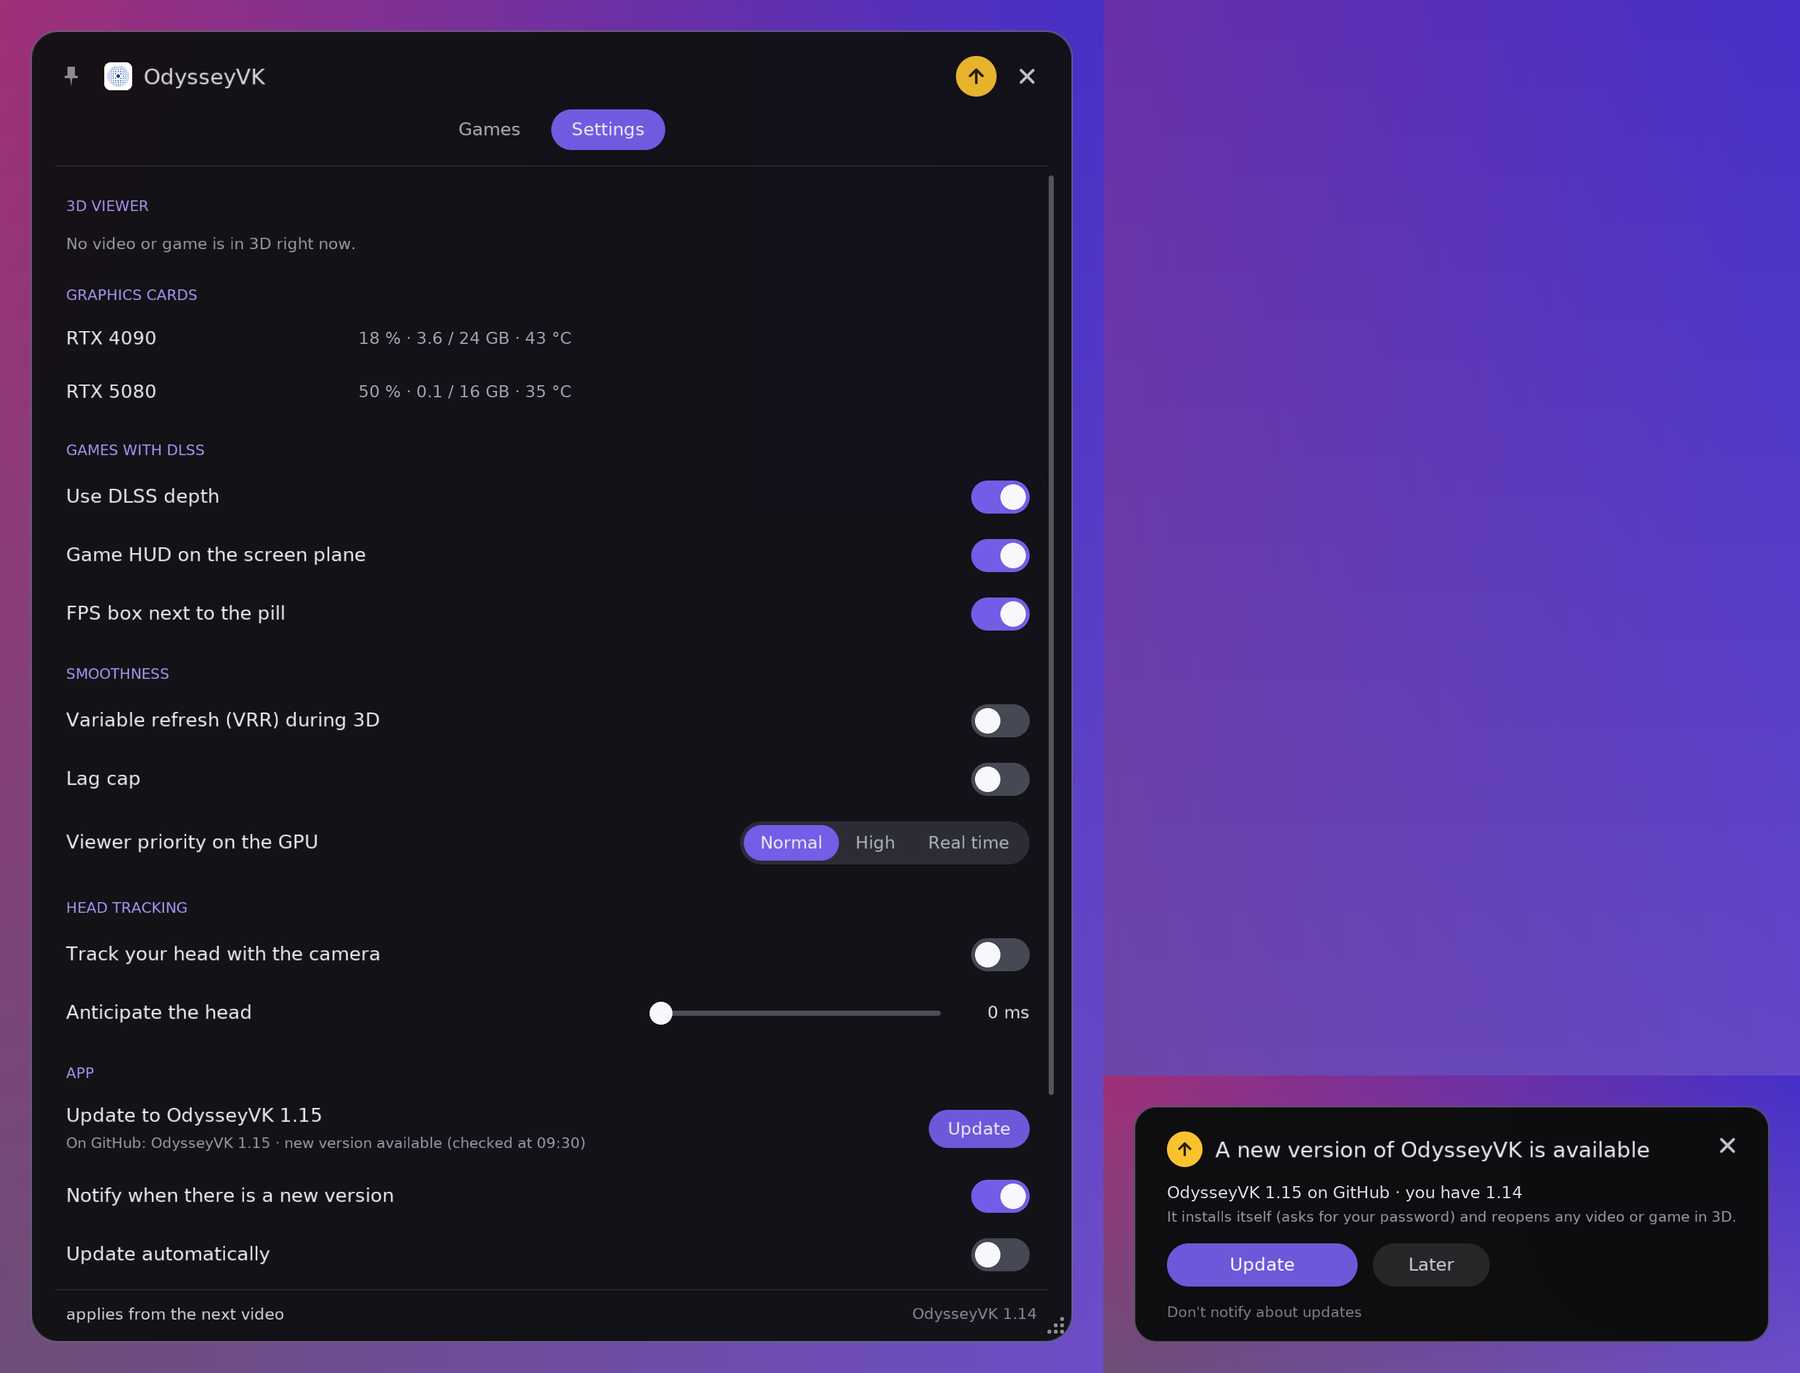 OdysseyVK
Games
Settings
3D VIEWER
No video or game is in 3D right now.
GRAPHICS CARDS
RTX 4090
18 % · 3.6 / 24 GB · 43 °C
RTX 5080
50 % · 0.1 / 16 GB · 35 °C
GAMES WITH DLSS
Use DLSS depth
Game HUD on the screen plane
FPS box next to the pill
SMOOTHNESS
Variable refresh (VRR) during 3D
Lag cap
Viewer priority on the GPU
Normal
High
Real time
HEAD TRACKING
Track your head with the camera
Anticipate the head
0 ms
APP
Update to OdysseyVK 1.15
On GitHub: OdysseyVK 1.15 · new version available (checked at 09:30)
Update
Notify when there is a new version
Update automatically
applies from the next video
OdysseyVK 1.14
A new version of OdysseyVK is available
OdysseyVK 1.15 on GitHub · you have 1.14
It installs itself (asks for your password) and reopens any video or game in 3D.
Update
Later
Don't notify about updates